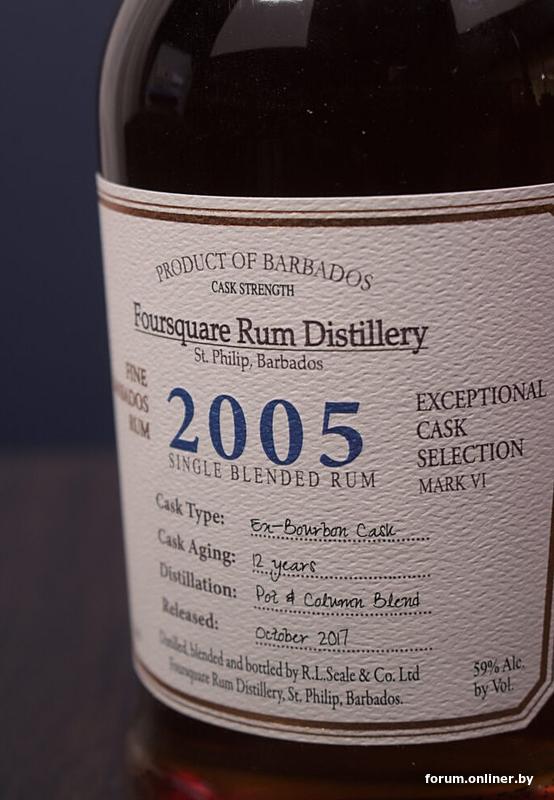 PRODUCT OF BARBADOS
CASK STRENGTH
Foursquare Rum Distillery
St. Philip, Barbados
FINE
BARBADOS
RUM
2005
SINGLE BLENDED RUM
EXCEPTIONAL
CASK
SELECTION
MARK VI
Cask Type: Ex-Bourbon Cask
Cask Aging: 12 years
Distillation: Pot & Column Blend
Released: October 2017
Distilled, blended and bottled by R.L.Seale & Co. Ltd
Foursquare Rum Distillery, St. Philip, Barbados.
59% Alc.
by Vol.
forum.onliner.by